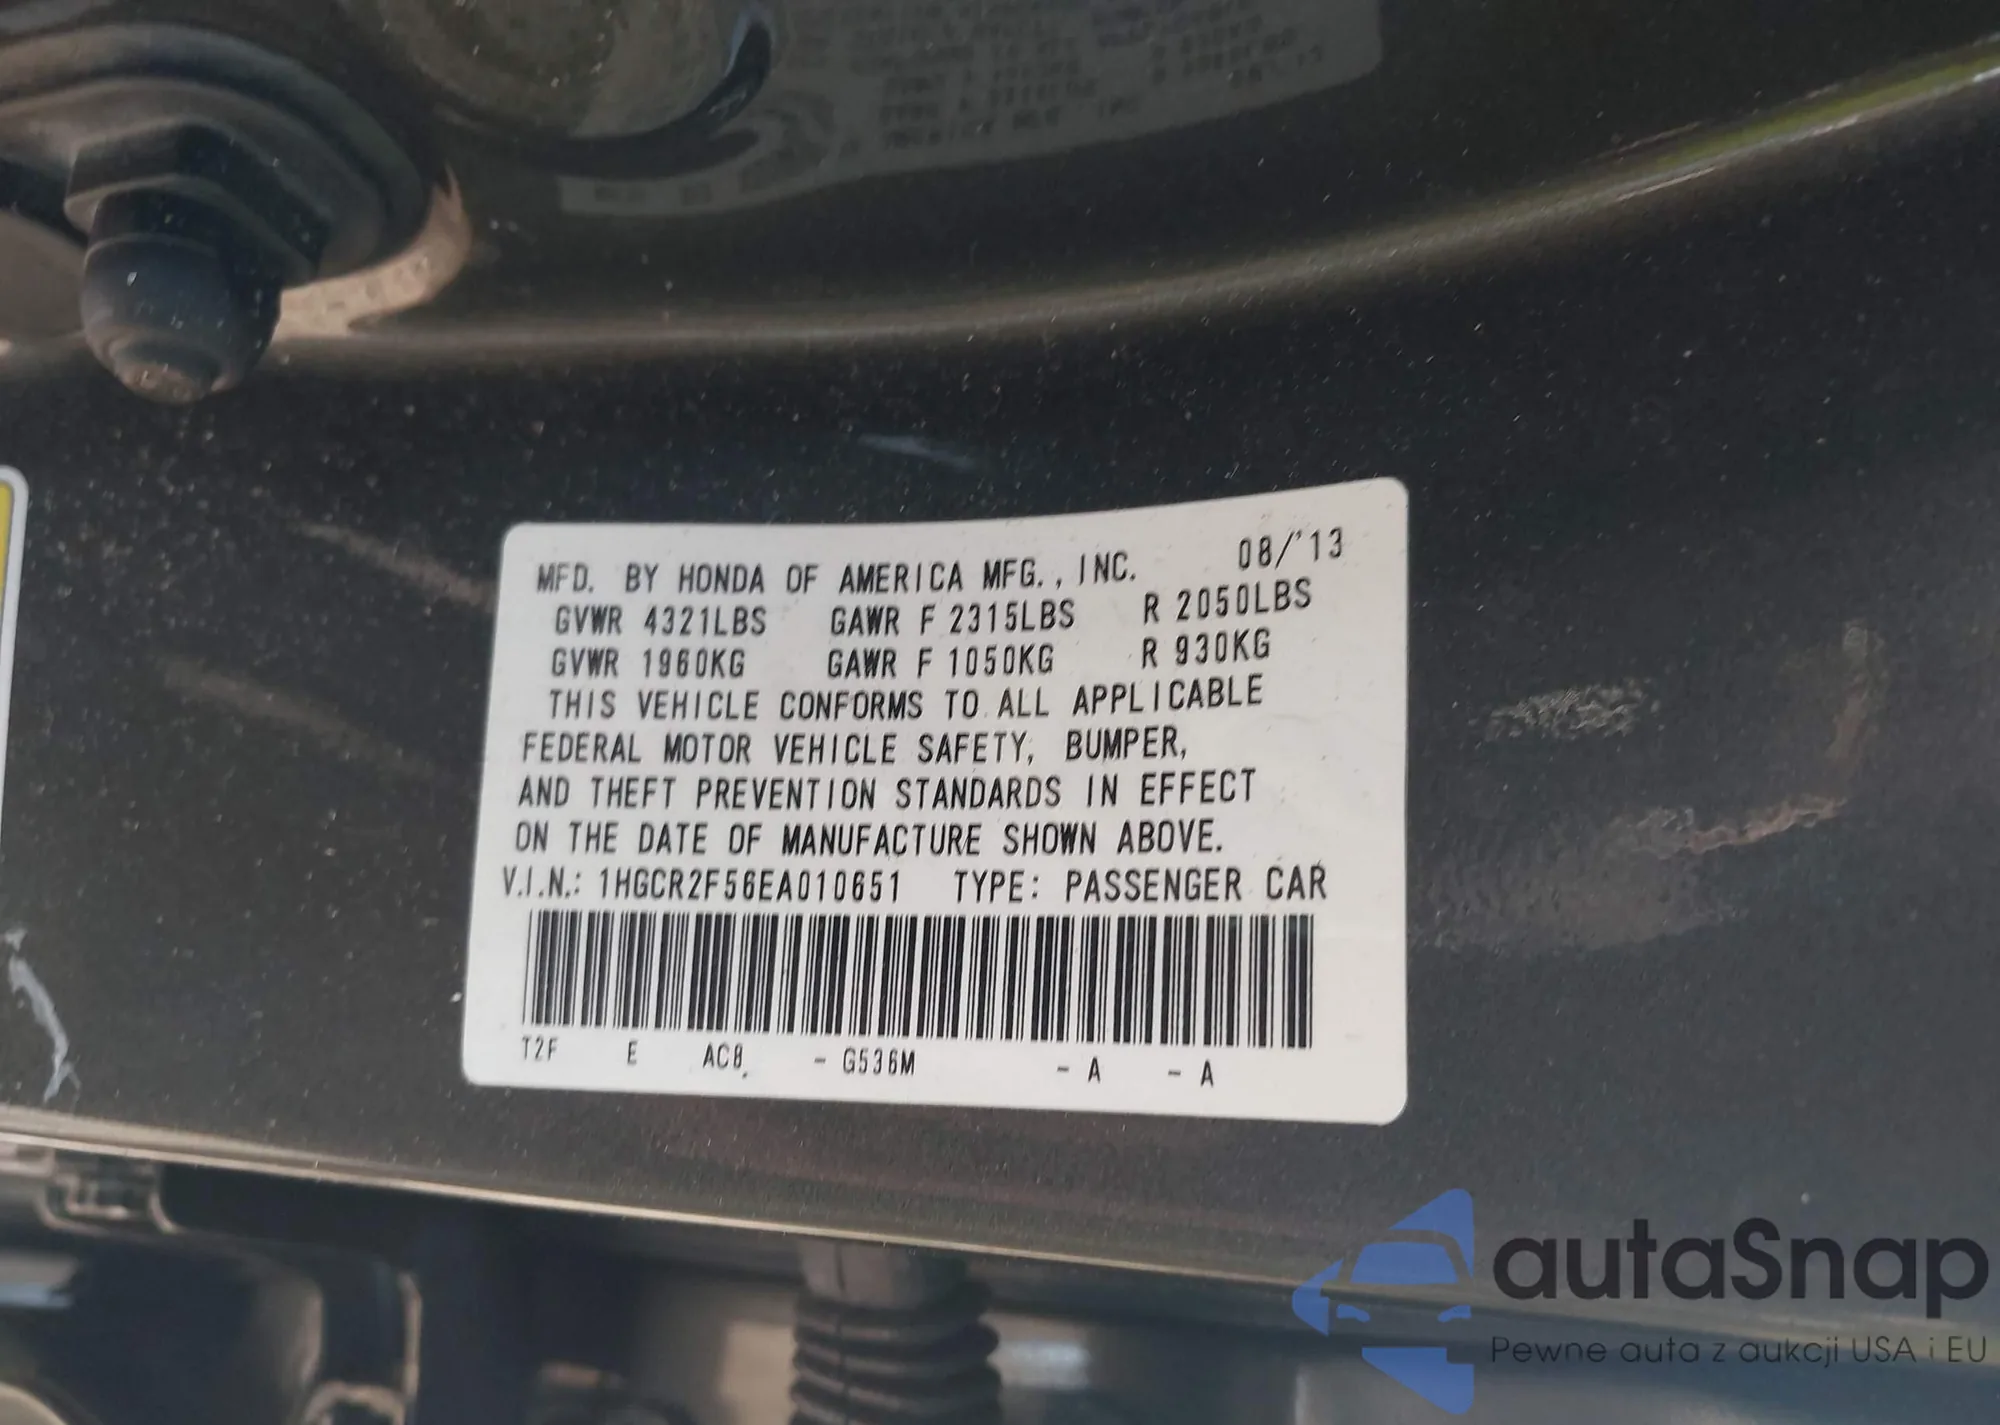 MFD. BY HONDA OF AMERICA MFG., INC. 08/'13
GVWR 4321LBS GAWR F 2315LBS R 2050LBS
GVWR 1960KG GAWR F 1050KG R 930KG
THIS VEHICLE CONFORMS TO ALL APPLICABLE
FEDERAL MOTOR VEHICLE SAFETY, BUMPER,
AND THEFT PREVENTION STANDARDS IN EFFECT
ON THE DATE OF MANUFACTURE SHOWN ABOVE.
V.I.N.: 1HGCR2F56EA010651 TYPE: PASSENGER CAR
T2F E AC8 - G536M - A - A
autaSnap
Pewne auta z aukcji USA i EU